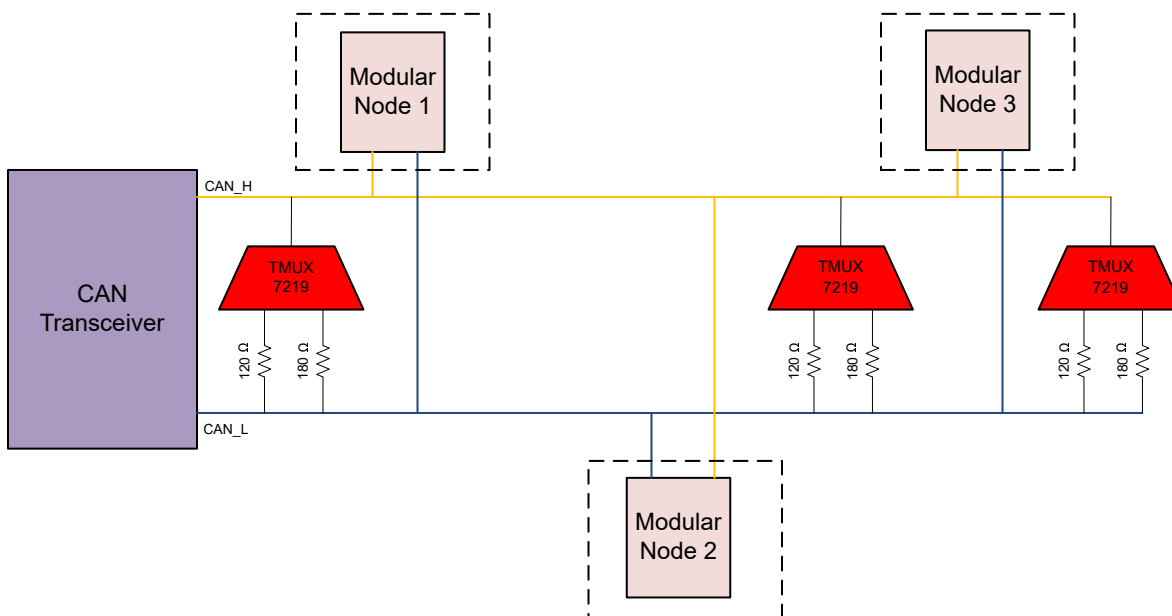 Modular
Node 1
Modular
Node 3
CAN_H
CAN
Transceiver
TMUX
7219
TMUX
7219
TMUX
7219
120 Ω
180 Ω
120 Ω
180 Ω
120 Ω
180 Ω
CAN_L
Modular
Node 2